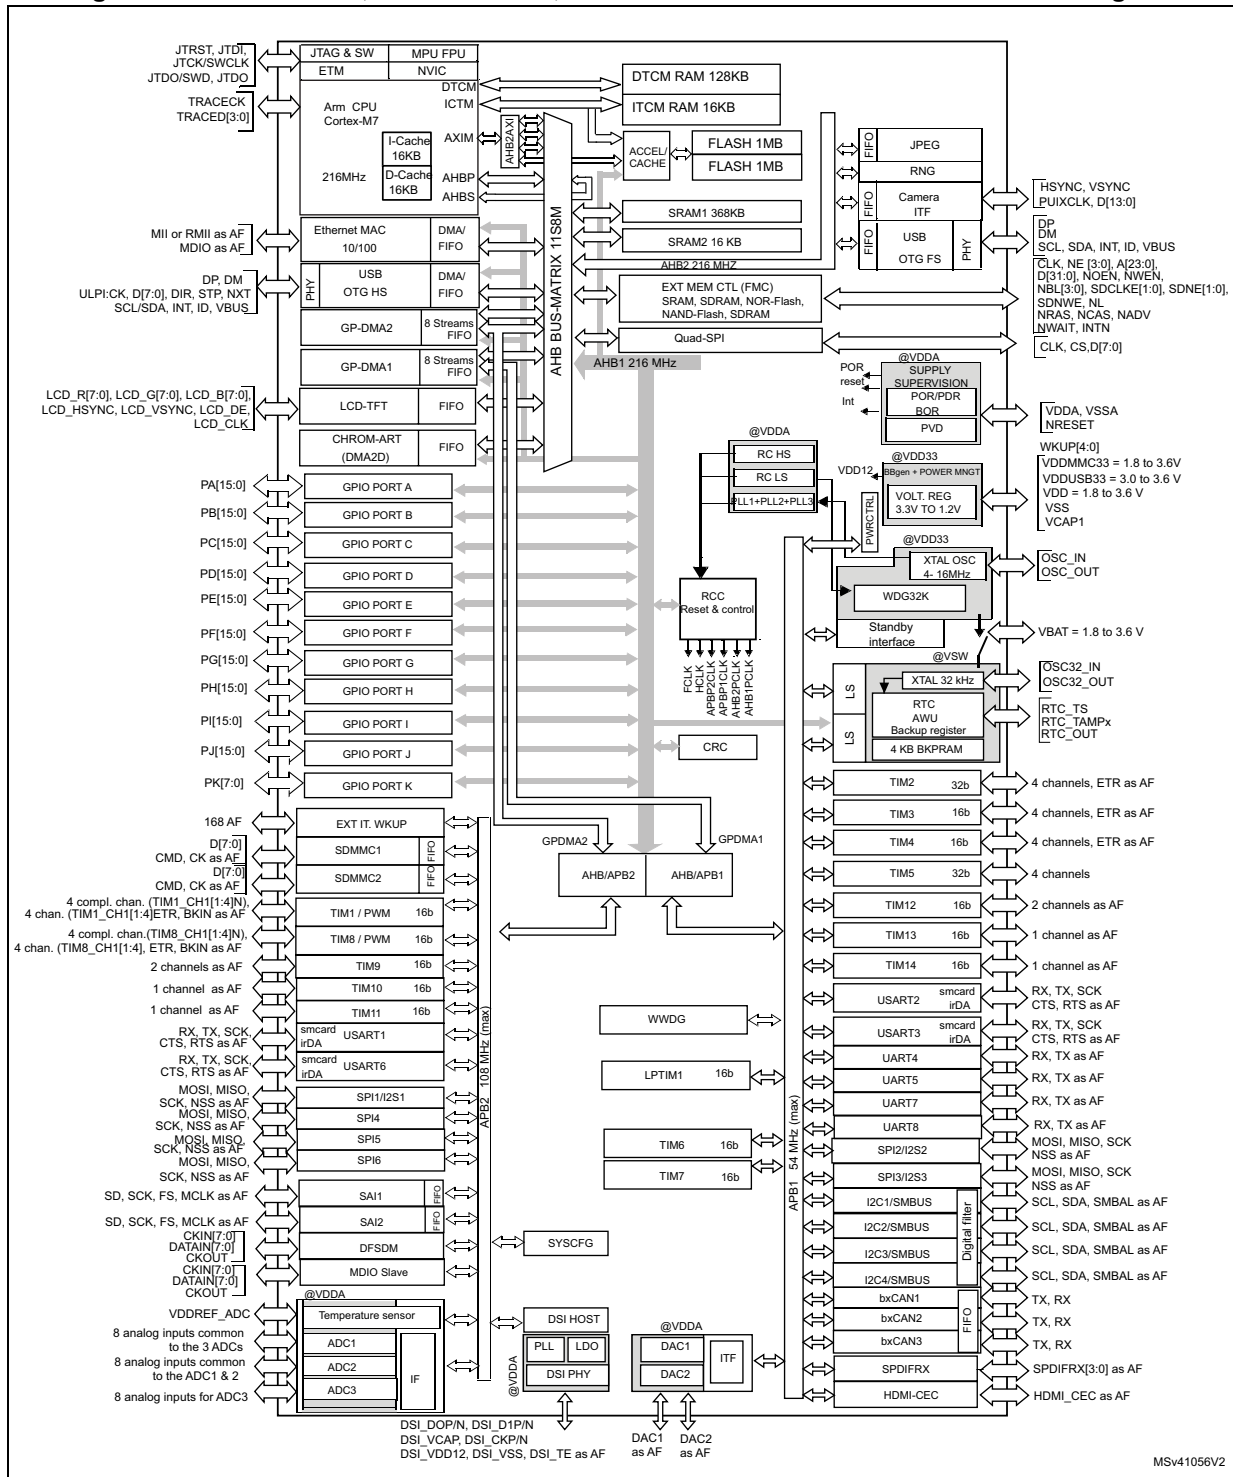 JTRST, JTDI,
JTCK/SWCLK
JTDO/SWD, JTDO
TRACECK
TRACED[3:0]
JTAG & SW
MPU FPU
ETM
NVIC
DTCM
ICTM
Arm CPU
Cortex-M7
AXIM
I-Cache
16KB
D-Cache
16KB
216MHz
AHBP
AHBS
AHB2AXI
DTCM RAM 128KB
ITCM RAM 16KB
ACCEL/
CACHE
FLASH 1MB
FLASH 1MB
SRAM1 368KB
SRAM2 16 KB
AHB2 216 MHZ
EXT MEM CTL (FMC)
SRAM, SDRAM, NOR-Flash,
NAND-Flash, SDRAM
Quad-SPI
AHB BUS-MATRIX 11S8M
AHB1 216 MHz
FIFO
JPEG
RNG
FIFO
Camera
ITF
FIFO
USB
OTG FS
PHY
HSYNC, VSYNC
PUIXCLK, D[13:0]
DP
DM
SCL, SDA, INT, ID, VBUS
CLK, NE [3:0], A[23:0],
D[31:0], NOEN, NWEN,
NBL[3:0], SDCLKE[1:0], SDNE[1:0],
SDNWE, NL
NRAS, NCAS, NADV
NWAIT, INTN
CLK, CS,D[7:0]
MII or RMII as AF
MDIO as AF
Ethernet MAC
10/100
DMA/
FIFO
DP, DM
ULPI:CK, D[7:0], DIR, STP, NXT
SCL/SDA, INT, ID, VBUS
PHY
USB
OTG HS
DMA/
FIFO
GP-DMA2
8 Streams
FIFO
GP-DMA1
8 Streams
FIFO
LCD_R[7:0], LCD_G[7:0], LCD_B[7:0],
LCD_HSYNC, LCD_VSYNC, LCD_DE,
LCD_CLK
LCD-TFT
FIFO
CHROM-ART
(DMA2D)
FIFO
@VDDA
POR
reset
Int
SUPPLY
SUPERVISION
POR/PDR
BOR
PVD
VDDA, VSSA
NRESET
WKUP[4:0]
@VDDA
RC HS
RC LS
PLL1+PLL2+PLL3
@VDD33
VDD12
BBgen + POWER MNGT
VOLT. REG
3.3V TO 1.2V
VDDMMC33 = 1.8 to 3.6V
VDDUSB33 = 3.0 to 3.6 V
VDD = 1.8 to 3.6 V
VSS
VCAP1
PWRCTRL
@VDD33
XTAL OSC
4- 16MHz
OSC_IN
OSC_OUT
WDG32K
Standby
interface
VBAT = 1.8 to 3.6 V
@VSW
LS
LS
XTAL 32 kHz
RTC
AWU
Backup register
4 KB BKPRAM
OSC32_IN
OSC32_OUT
RTC_TS
RTC_TAMPx
RTC_OUT
RCC
Reset & control
FCLK
HCLK
APBP2CLK
APBP1CLK
AHB2PCLK
AHB1PCLK
CRC
PA[15:0]
GPIO PORT A
PB[15:0]
GPIO PORT B
PC[15:0]
GPIO PORT C
PD[15:0]
GPIO PORT D
PE[15:0]
GPIO PORT E
PF[15:0]
GPIO PORT F
PG[15:0]
GPIO PORT G
PH[15:0]
GPIO PORT H
PI[15:0]
GPIO PORT I
PJ[15:0]
GPIO PORT J
PK[7:0]
GPIO PORT K
168 AF
EXT IT. WKUP
D[7:0]
CMD, CK as AF
SDMMC1
FIFO
D[7:0]
CMD, CK as AF
SDMMC2
FIFO
4 compl. chan. (TIM1_CH1[1:4]N),
4 chan. (TIM1_CH1[1:4]ETR, BKIN as AF
TIM1 / PWM 16b
4 compl. chan.(TIM8_CH1[1:4]N),
4 chan. (TIM8_CH1[1:4], ETR, BKIN as AF
TIM8 / PWM 16b
2 channels as AF
TIM9 16b
1 channel as AF
TIM10 16b
1 channel as AF
TIM11 16b
RX, TX, SCK,
CTS, RTS as AF
smcard
irDA
USART1
RX, TX, SCK,
CTS, RTS as AF
smcard
irDA
USART6
MOSI, MISO,
SCK, NSS as AF
SPI1/I2S1
MOSI, MISO,
SCK, NSS as AF
SPI4
MOSI, MISO,
SCK, NSS as AF
SPI5
MOSI, MISO,
SCK, NSS as AF
SPI6
SD, SCK, FS, MCLK as AF
SAI1
FIFO
SD, SCK, FS, MCLK as AF
SAI2
FIFO
CKIN[7:0]
DATAIN[7:0]
CKOUT
DFSDM
CKIN[7:0]
DATAIN[7:0]
CKOUT
MDIO Slave
@VDDA
VDDREF_ADC
Temperature sensor
8 analog inputs common
to the 3 ADCs
ADC1
8 analog inputs common
to the ADC1 & 2
ADC2
8 analog inputs for ADC3
ADC3
IF
APB2 108 MHz (max)
GPDMA2
GPDMA1
AHB/APB2
AHB/APB1
WWDG
LPTIM1 16b
TIM6 16b
TIM7 16b
SYSCFG
DSI HOST
@VDDA
PLL
LDO
DSI PHY
DSI_DOP/N, DSI_D1P/N
DSI_VCAP, DSI_CKP/N
DSI_VDD12, DSI_VSS, DSI_TE as AF
@VDDA
DAC1
DAC2
ITF
DAC1
as AF
DAC2
as AF
APB1 54 MHz (max)
TIM2 32b
4 channels, ETR as AF
TIM3 16b
4 channels, ETR as AF
TIM4 16b
4 channels, ETR as AF
TIM5 32b
4 channels
TIM12 16b
2 channels as AF
TIM13 16b
1 channel as AF
TIM14 16b
1 channel as AF
USART2
smcard
irDA
RX, TX, SCK
CTS, RTS as AF
USART3
smcard
irDA
RX, TX, SCK
CTS, RTS as AF
UART4
RX, TX as AF
UART5
RX, TX as AF
UART7
RX, TX as AF
UART8
RX, TX as AF
SPI2/I2S2
MOSI, MISO, SCK
NSS as AF
SPI3/I2S3
MOSI, MISO, SCK
NSS as AF
I2C1/SMBUS
SCL, SDA, SMBAL as AF
I2C2/SMBUS
SCL, SDA, SMBAL as AF
I2C3/SMBUS
SCL, SDA, SMBAL as AF
I2C4/SMBUS
SCL, SDA, SMBAL as AF
Digital filter
bxCAN1
TX, RX
bxCAN2
TX, RX
bxCAN3
TX, RX
FIFO
SPDIFRX
SPDIFRX[3:0] as AF
HDMI-CEC
HDMI_CEC as AF
MSv41056V2